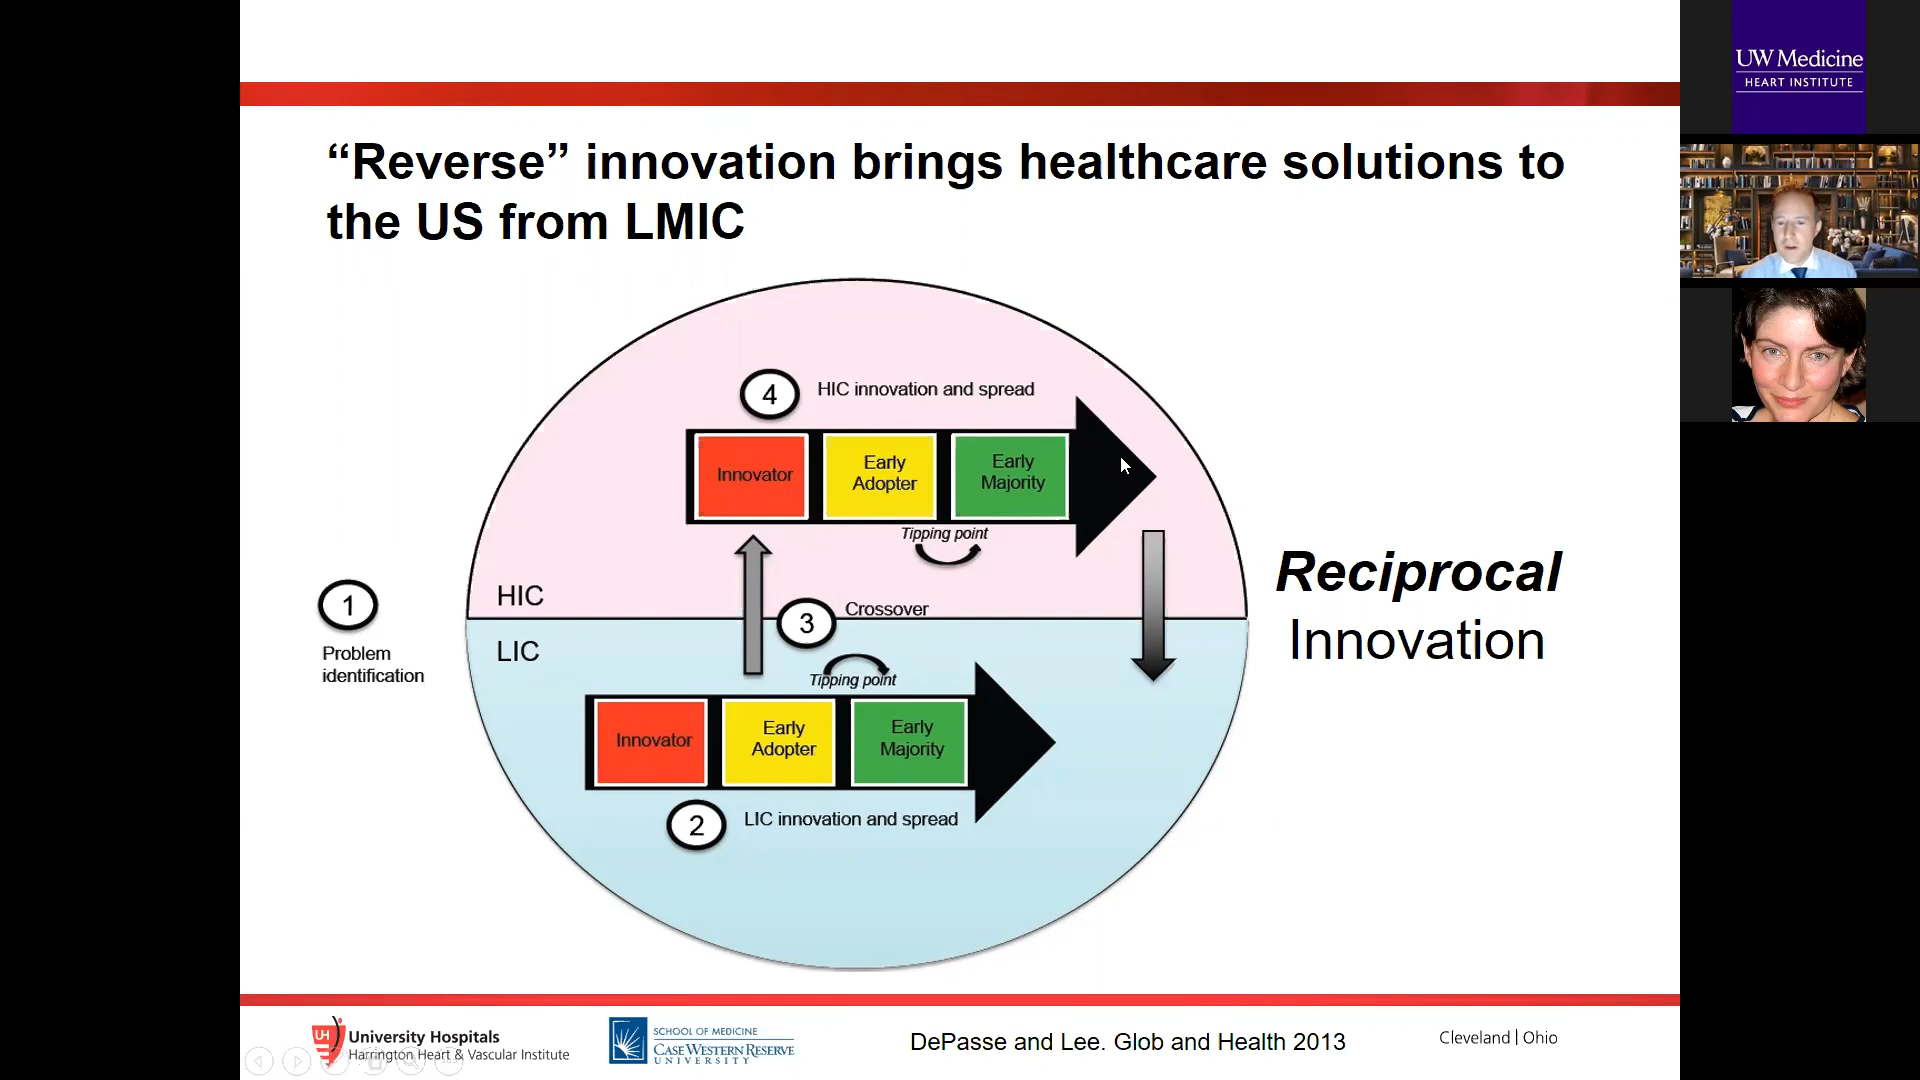 “Reverse” innovation brings healthcare solutions to
the US from LMIC
4
HIC innovation and spread
Innovator
Early
Adopter
Early
Majority
Tipping point
HIC
1
Problem
identification
3
Crossover
LIC
Tipping point
Innovator
Early
Adopter
Early
Majority
2
LIC innovation and spread
Reciprocal
Innovation
UH
University Hospitals
Harrington Heart & Vascular Institute
SCHOOL OF MEDICINE
CASE WESTERN RESERVE
UNIVERSITY
DePasse and Lee. Glob and Health 2013
Cleveland | Ohio
UW Medicine
HEART INSTITUTE